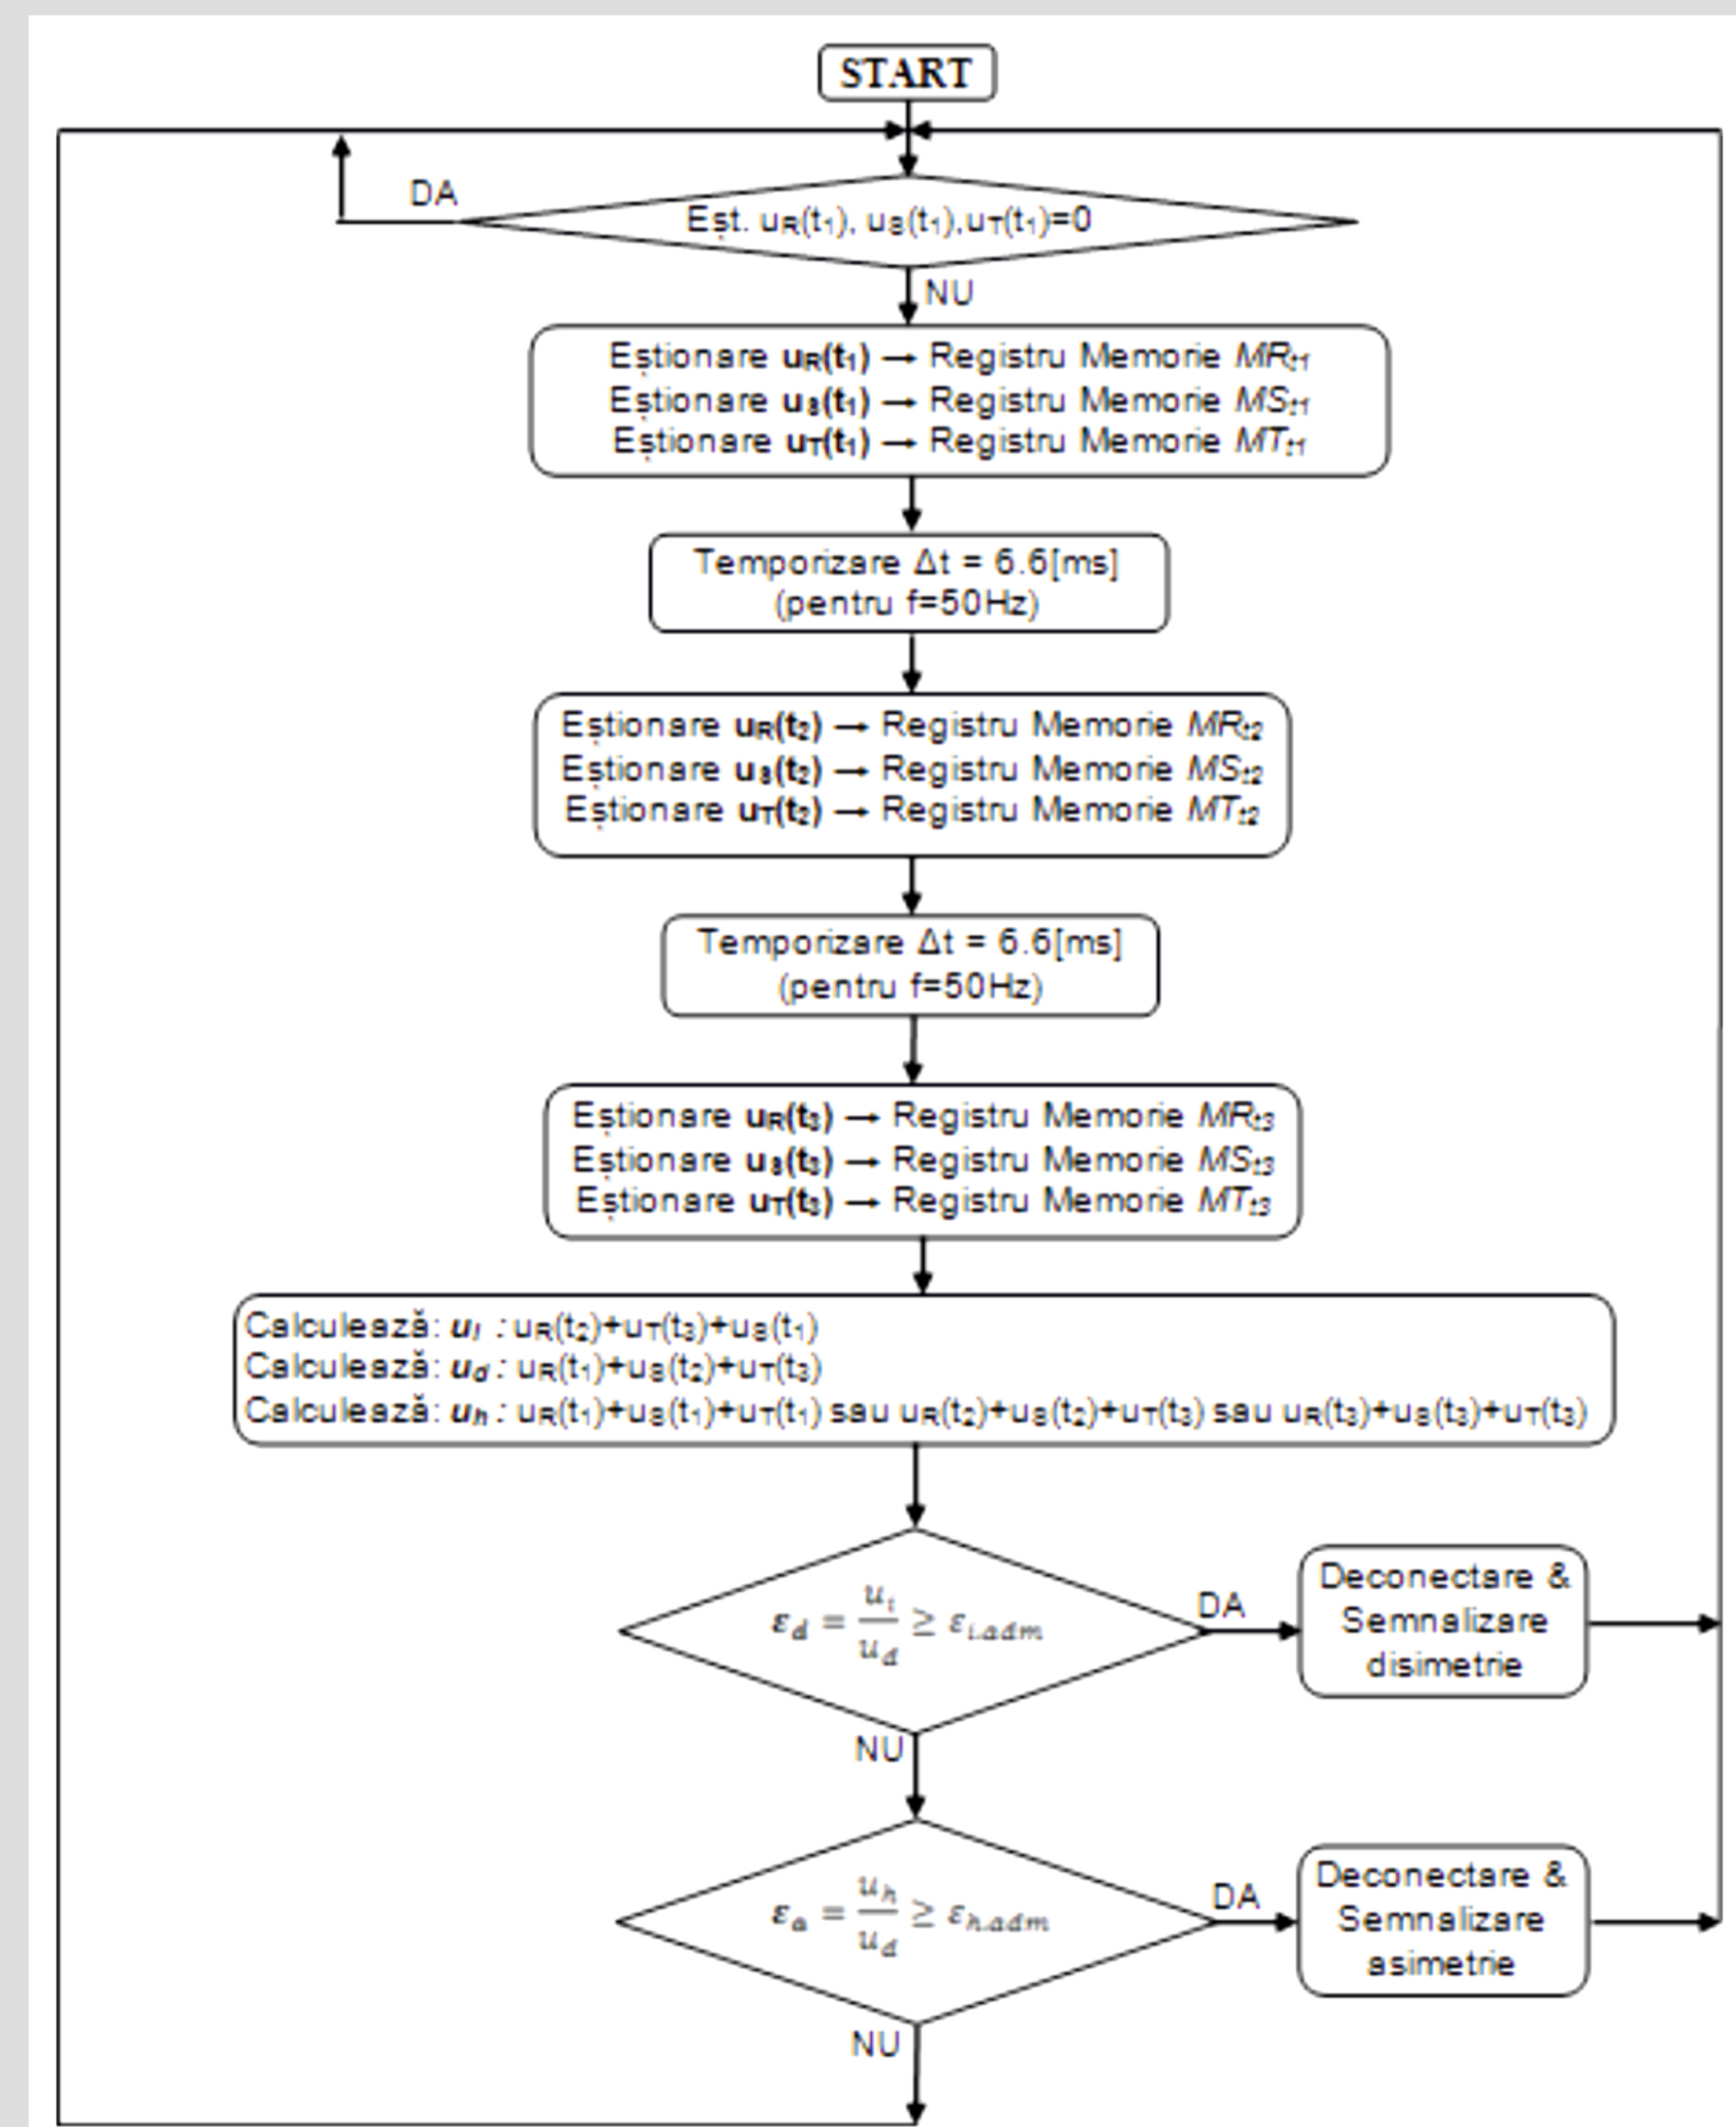 START
DA
Eșt. uR(t1), uS(t1),uT(t1)=0
NU
Eștionare uR(t1) → Registru Memorie MRt1
Eștionare uS(t1) → Registru Memorie MSt1
Eștionare uT(t1) → Registru Memorie MTt1
Temporizare Δt = 6.6[ms]
(pentru f=50Hz)
Eștionare uR(t2) → Registru Memorie MRt2
Eștionare uS(t2) → Registru Memorie MSt2
Eștionare uT(t2) → Registru Memorie MTt2
Temporizare Δt = 6.6[ms]
(pentru f=50Hz)
Eștionare uR(t3) → Registru Memorie MRt3
Eștionare uS(t3) → Registru Memorie MSt3
Eștionare uT(t3) → Registru Memorie MTt3
Calculează: ui : uR(t2)+uT(t3)+uS(t1)
Calculează: ud : uR(t1)+uS(t2)+uT(t3)
Calculează: uh : uR(t1)+uS(t1)+uT(t1) sau uR(t2)+uS(t2)+uT(t3) sau uR(t3)+uS(t3)+uT(t3)
εd = ui/ud ≥ εi.adm
DA
Deconectare &
Semnalizare
disimetrie
NU
εa = uh/ud ≥ εh.adm
DA
Deconectare &
Semnalizare
asimetrie
NU